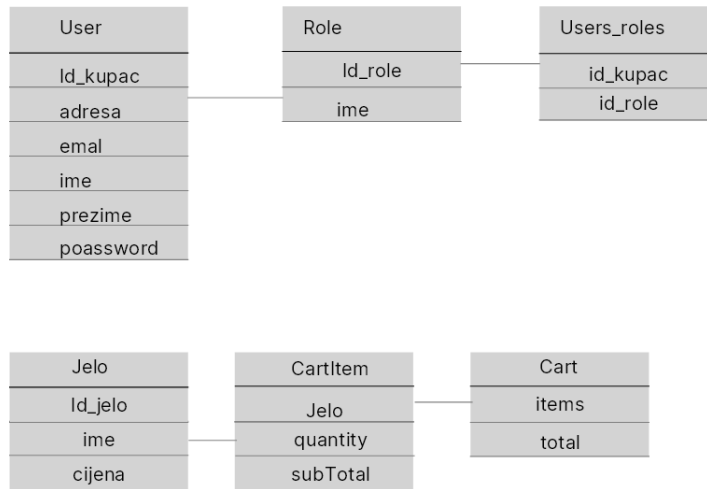 User
Id_kupac
adresa
emal
ime
prezime
poassword
Role
Id_role
ime
Users_roles
id_kupac
id_role
Jelo
Id_jelo
ime
cijena
CartItem
Jelo
quantity
subTotal
Cart
items
total